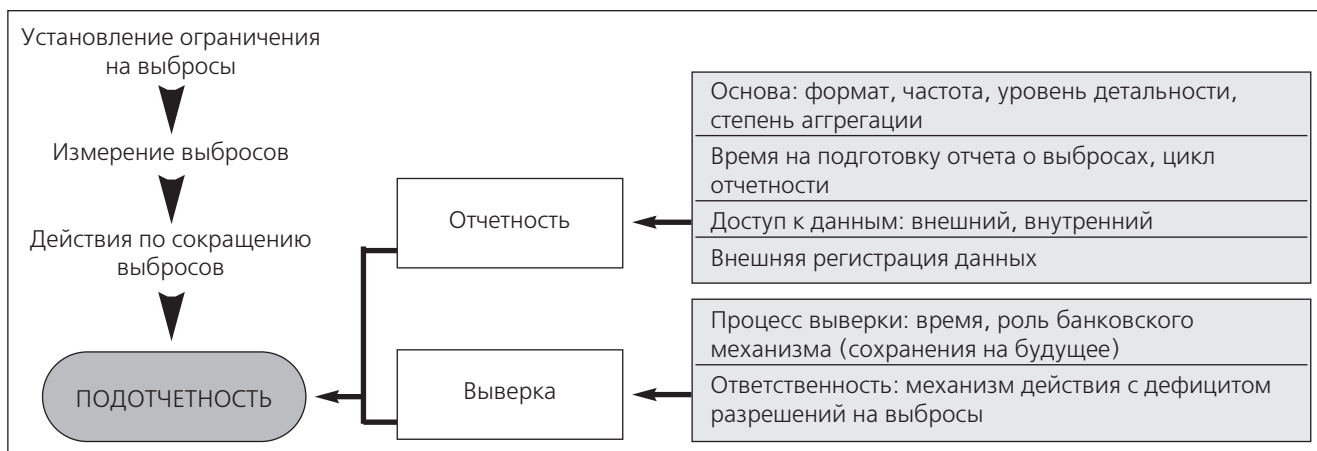 Установление ограничения
на выбросы
Измерение выбросов
Действия по сокращению
выбросов
ПОДОТЧЕТНОСТЬ
Отчетность
Выверка
Основа: формат, частота, уровень детальности,
степень аггрегации
Время на подготовку отчета о выбросах, цикл
отчетности
Доступ к данным: внешний, внутренний
Внешняя регистрация данных
Процесс выверки: время, роль банковского
механизма (сохранения на будущее)
Ответственность: механизм действия с дефицитом
разрешений на выбросы